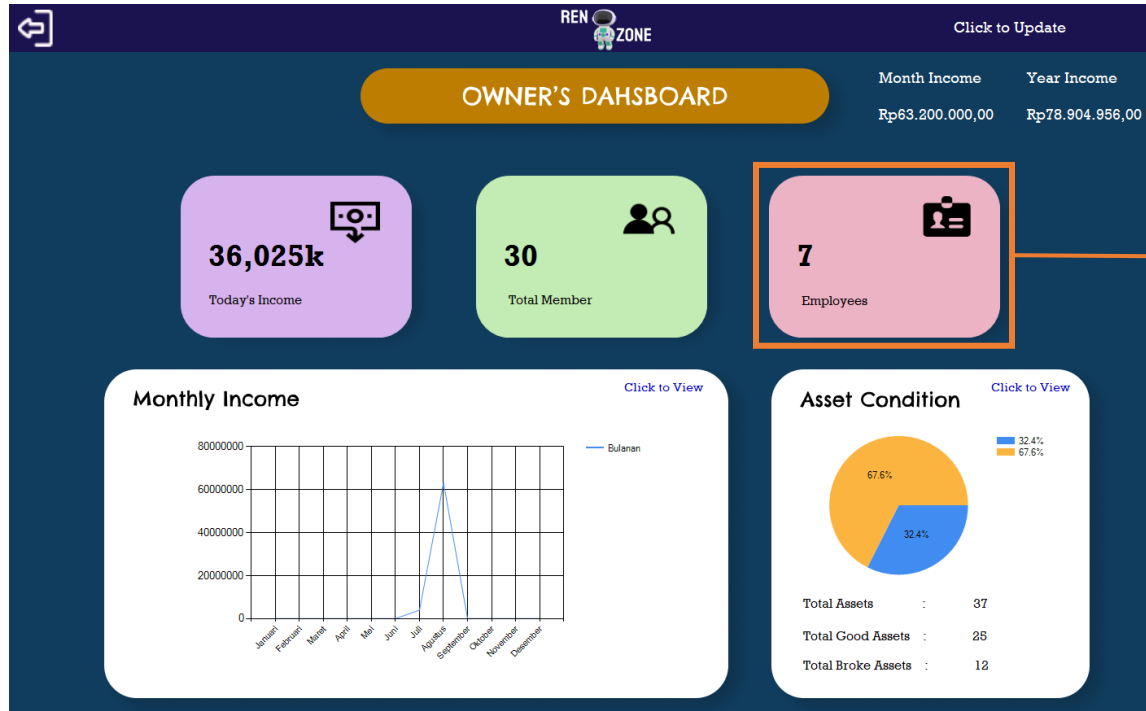 REN
ZONE
Click to Update
OWNER'S DAHSBOARD
Month Income
Year Income
Rp63.200.000,00
Rp78.904.956,00
36,025k
Today's Income
30
Total Member
7
Employees
Monthly Income
Click to View
80000000
60000000
40000000
20000000
0
Januari
Februari
Maret
April
Mei
Juni
Juli
Agustus
September
Oktober
November
Desember
Bulanan
Asset Condition
Click to View
32.4%
67.6%
67.6%
32.4%
Total Assets : 37
Total Good Assets : 25
Total Broke Assets : 12